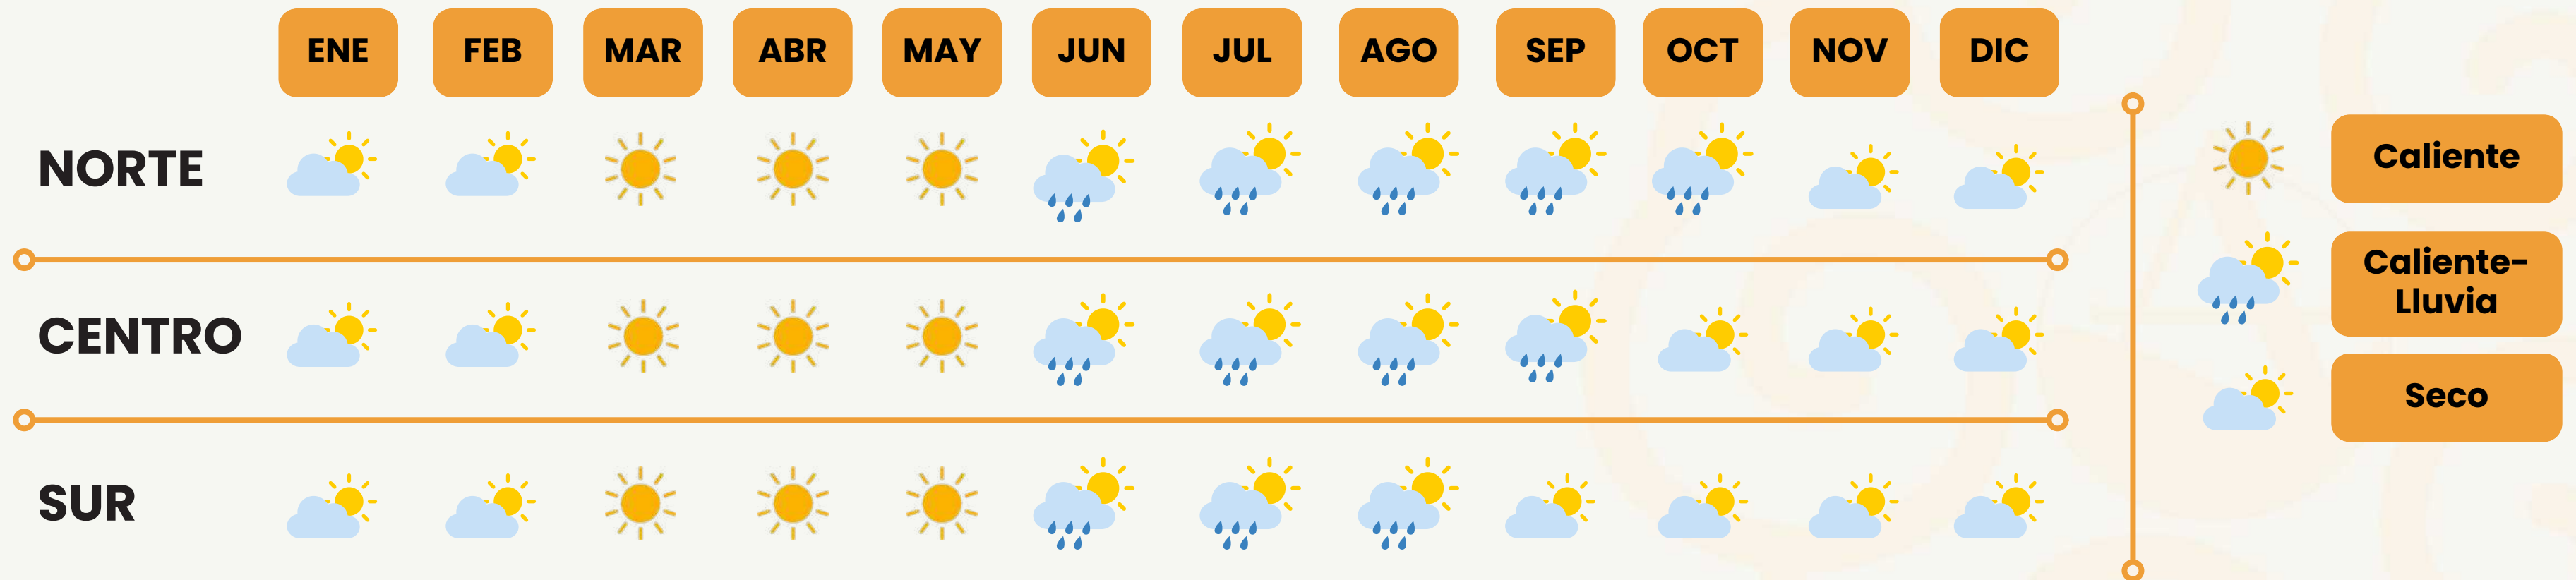 ENE FEB MAR ABR MAY JUN JUL AGO SEP OCT NOV DIC
NORTE
CENTRO
SUR
Caliente
Caliente-
Lluvia
Seco